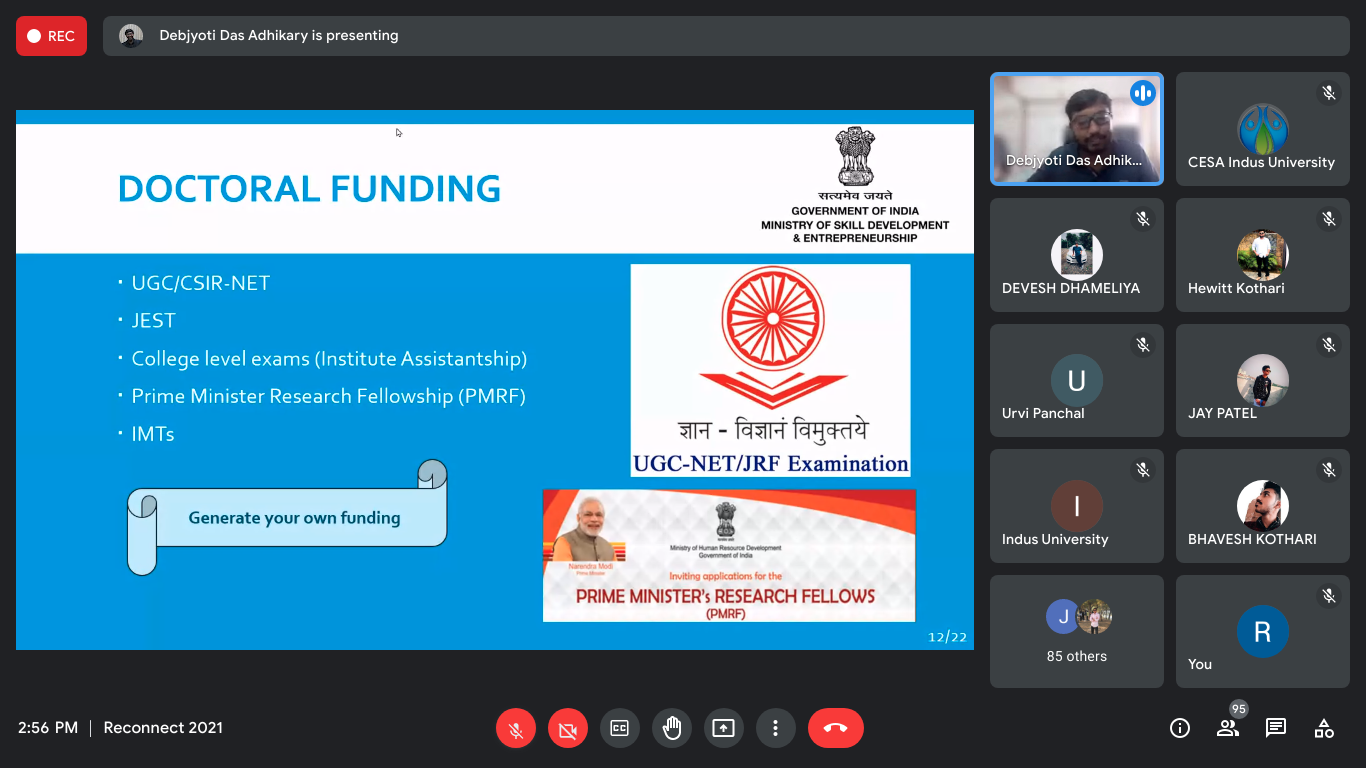 REC
Debjyoti Das Adhikary is presenting
DOCTORAL FUNDING
सत्यमेव जयते
GOVERNMENT OF INDIA
MINISTRY OF SKILL DEVELOPMENT
& ENTREPRENEURSHIP
UGC/CSIR-NET
JEST
College level exams (Institute Assistantship)
Prime Minister Research Fellowship (PMRF)
IMTs
Generate your own funding
ज्ञान - विज्ञानं विमुक्तये
UGC-NET/JRF Examination
Narendra Modi
Prime Minister
Ministry of Human Resource Development
Government of India
Inviting applications for the
PRIME MINISTER's RESEARCH FELLOWS
(PMRF)
12/22
Debjyoti Das Adhik...
CESA Indus University
DEVESH DHAMELIYA
Hewitt Kothari
U
Urvi Panchal
JAY PATEL
I
Indus University
BHAVESH KOTHARI
J
85 others
R
You
2:56 PM | Reconnect 2021
CC
95